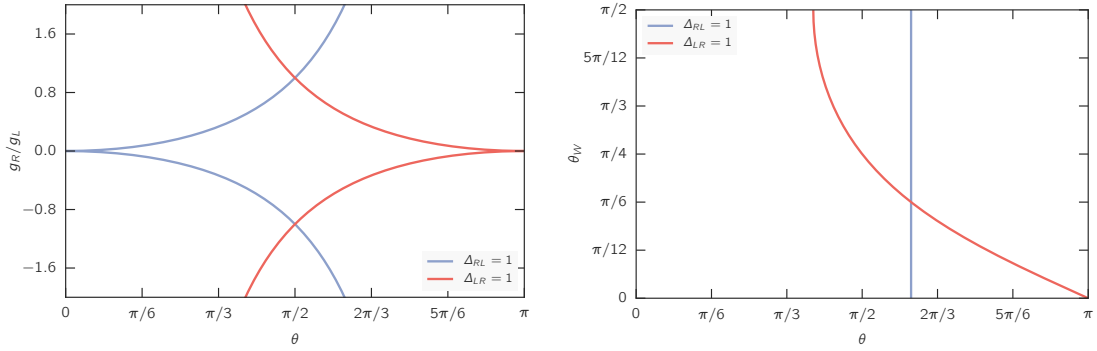 1.6
0.8
0.0
−0.8
−1.6
g_R/g_L
0 π/6 π/3 π/2 2π/3 5π/6 π
θ
Δ_RL = 1
Δ_LR = 1
π/2
5π/12
π/3
π/4
π/6
π/12
0
θ_W
0 π/6 π/3 π/2 2π/3 5π/6 π
θ
Δ_RL = 1
Δ_LR = 1